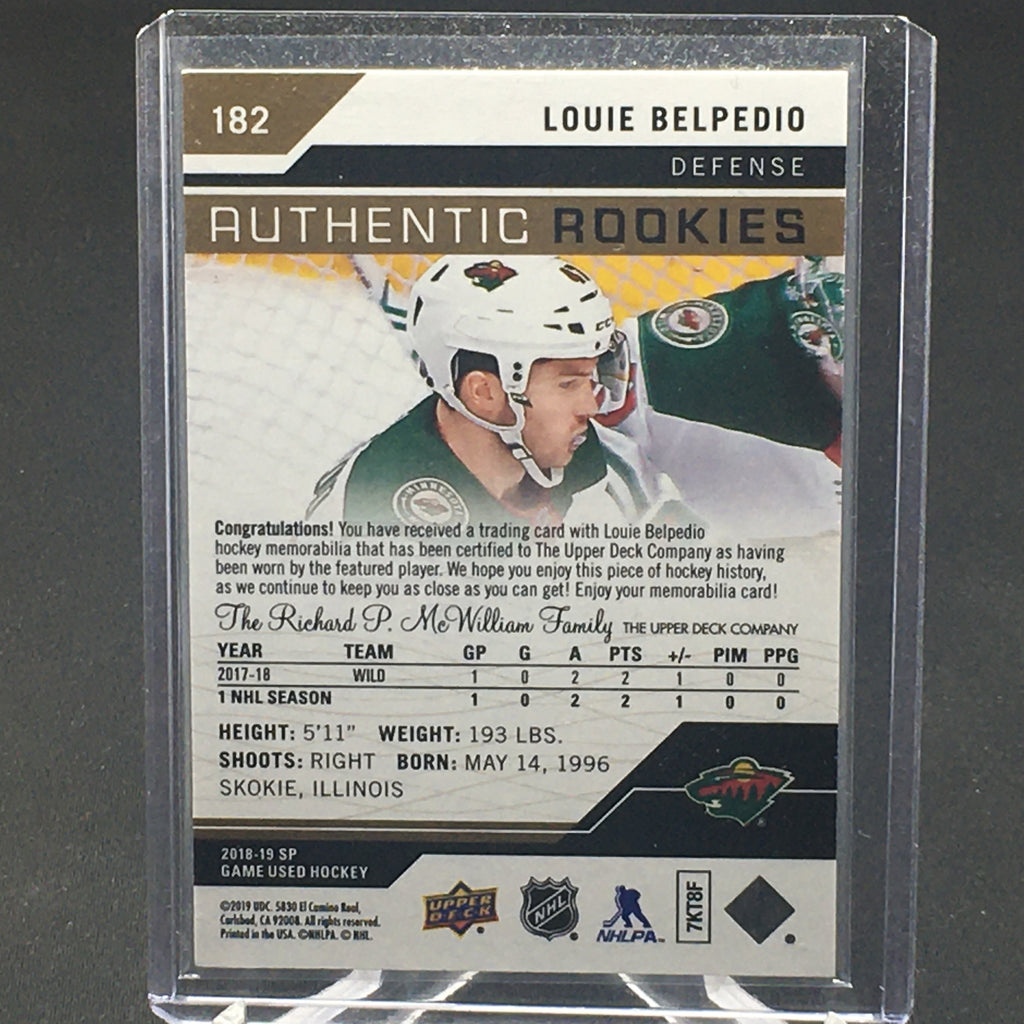 182
LOUIE BELPEDIO
DEFENSE
AUTHENTIC ROOKIES
CCM
MINNESOTA
Congratulations! You have received a trading card with Louie Belpedio
hockey memorabilia that has been certified to The Upper Deck Company as having
been worn by the featured player. We hope you enjoy this piece of hockey history,
as we continue to keep you as close as you can get! Enjoy your memorabilia card!
The Richard P. McWilliam Family THE UPPER DECK COMPANY
YEAR TEAM GP G A PTS +/- PIM PPG
2017-18 WILD 1 0 2 2 1 0 0
1 NHL SEASON 1 0 2 2 1 0 0
HEIGHT: 5'11" WEIGHT: 193 LBS.
SHOOTS: RIGHT BORN: MAY 14, 1996
SKOKIE, ILLINOIS
2018-19 SP
GAME USED HOCKEY
©2019 UDC. 5830 El Camino Real,
Carlsbad, CA 92008. All rights reserved.
Printed in the USA. ©NHLPA. © NHL.
UPPER DECK
NHL
NHLPA
7KT8F